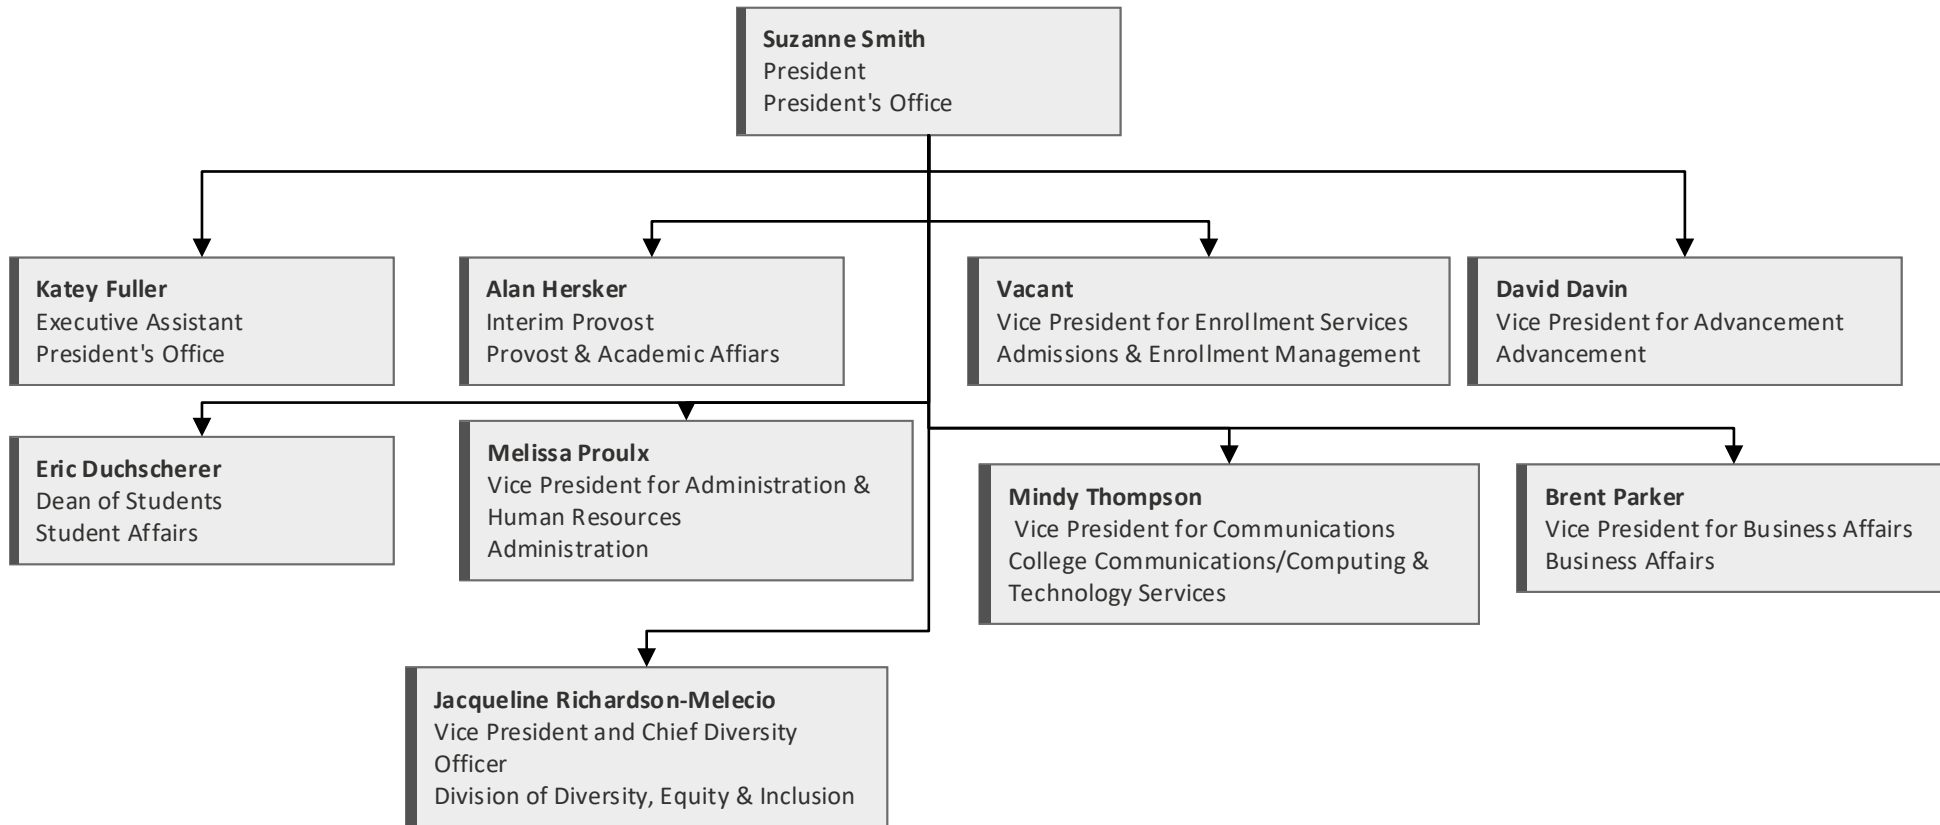 Suzanne Smith
President
President's Office
Katey Fuller
Executive Assistant
President's Office
Alan Hersker
Interim Provost
Provost & Academic Affiars
Vacant
Vice President for Enrollment Services
Admissions & Enrollment Management
David Davin
Vice President for Advancement
Advancement
Eric Duchscherer
Dean of Students
Student Affairs
Melissa Proulx
Vice President for Administration &
Human Resources
Administration
Mindy Thompson
Vice President for Communications
College Communications/Computing &
Technology Services
Brent Parker
Vice President for Business Affairs
Business Affairs
Jacqueline Richardson-Melecio
Vice President and Chief Diversity
Officer
Division of Diversity, Equity & Inclusion